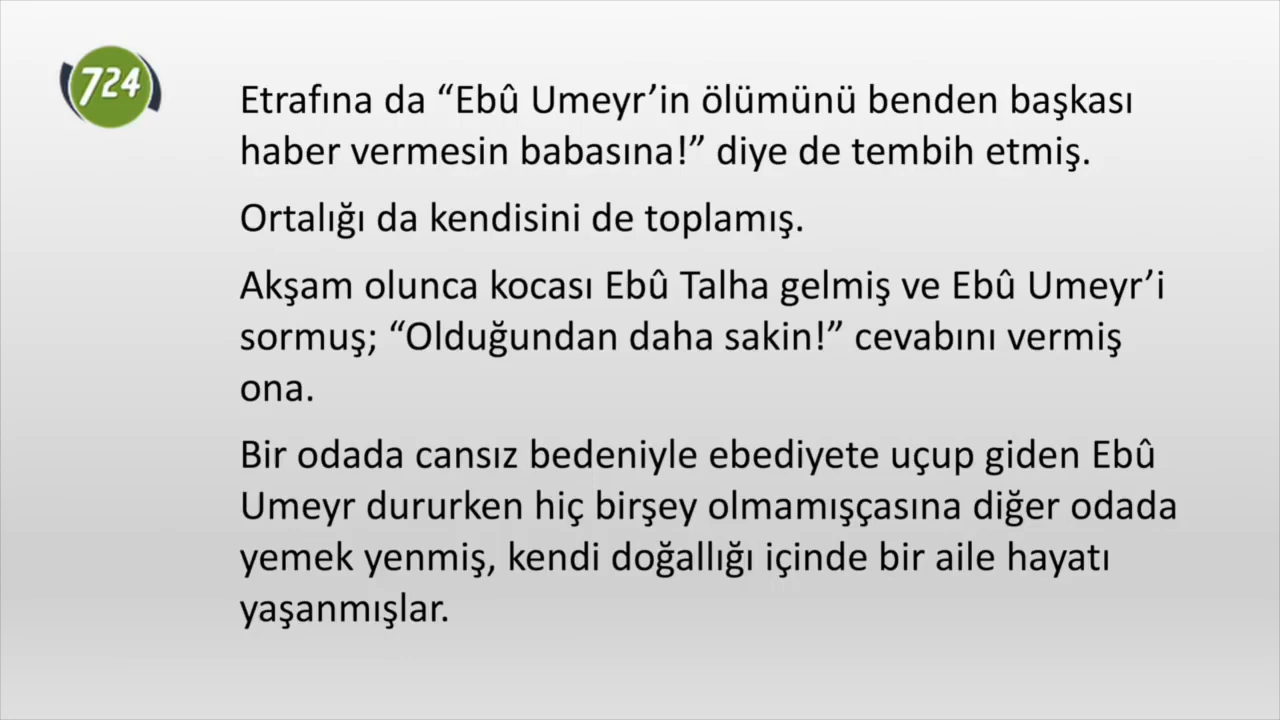 724
Etrafına da “Ebû Umeyr’in ölümünü benden başkası
haber vermesin babasına!” diye de tembih etmiş.
Ortalığı da kendisini de toplamış.
Akşam olunca kocası Ebû Talha gelmiş ve Ebû Umeyr’i
sormuş; “Olduğundan daha sakin!” cevabını vermiş
ona.
Bir odada cansız bedeniyle ebediyete uçup giden Ebû
Umeyr dururken hiç birşey olmamışçasına diğer odada
yemek yenmiş, kendi doğallığı içinde bir aile hayatı
yaşanmışlar.